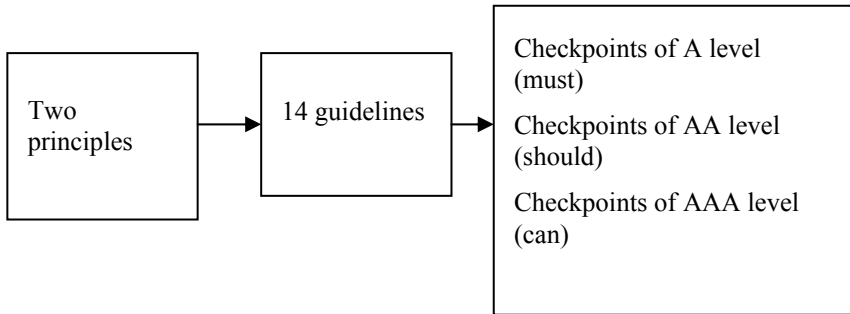 Two
principles
14 guidelines
Checkpoints of A level
(must)
Checkpoints of AA level
(should)
Checkpoints of AAA level
(can)